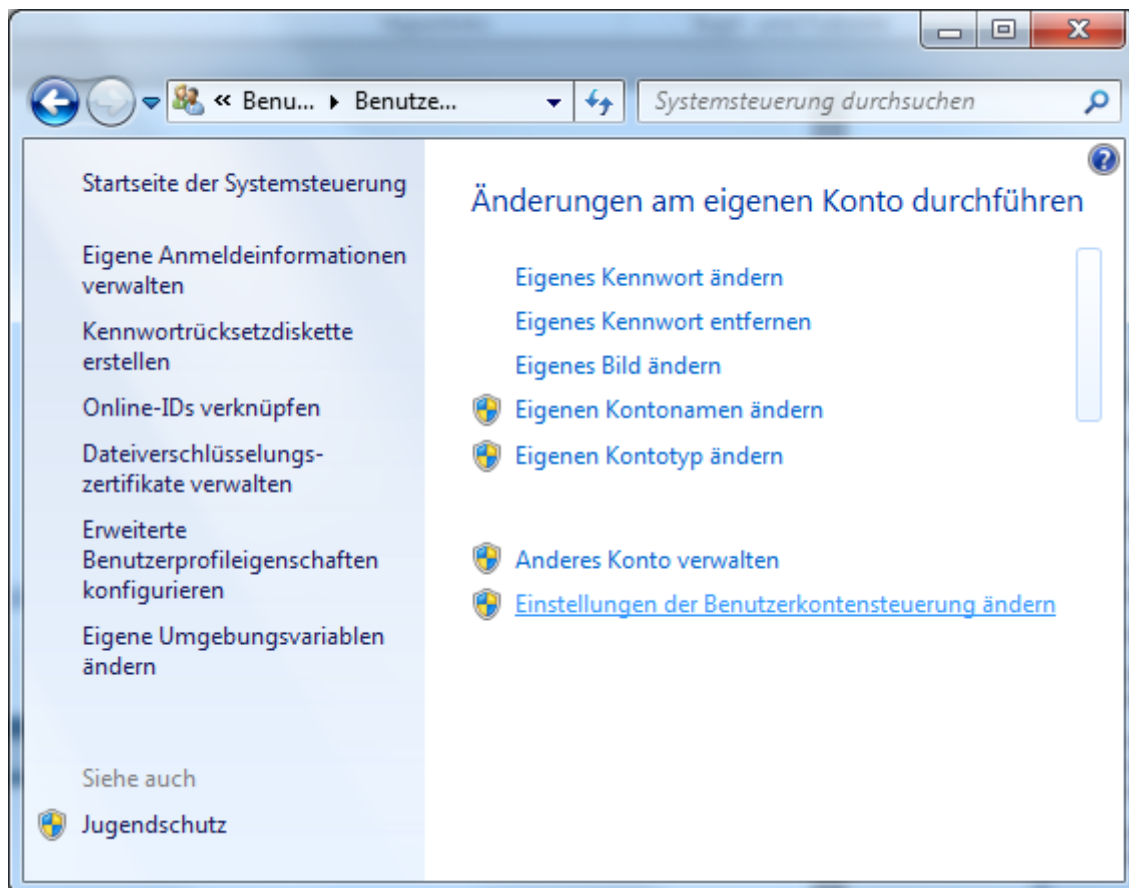 « Benu... ▸ Benutze...
Systemsteuerung durchsuchen
Startseite der Systemsteuerung
Eigene Anmeldeinformationen
verwalten
Kennwortrücksetzdiskette
erstellen
Online-IDs verknüpfen
Dateiverschlüsselungs-
zertifikate verwalten
Erweiterte
Benutzerprofileigenschaften
konfigurieren
Eigene Umgebungsvariablen
ändern
Siehe auch
Jugendschutz
Änderungen am eigenen Konto durchführen
Eigenes Kennwort ändern
Eigenes Kennwort entfernen
Eigenes Bild ändern
Eigenen Kontonamen ändern
Eigenen Kontotyp ändern
Anderes Konto verwalten
Einstellungen der Benutzerkontensteuerung ändern